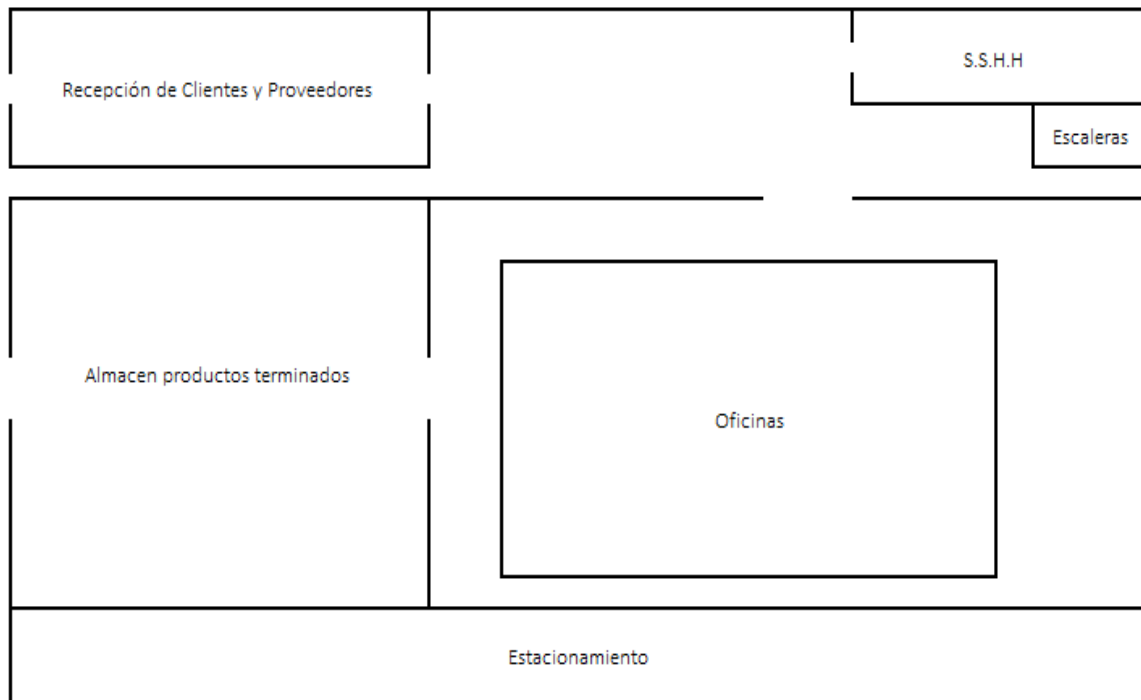 S.S.H.H
Recepción de Clientes y Proveedores
Escaleras
Almacen productos terminados
Oficinas
Estacionamiento